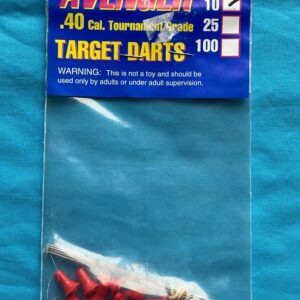 AVENGER 10
.40 Cal. Tournament Grade 25
TARGET DARTS 100
WARNING: This is not a toy and should be
used only by adults or under adult supervision.